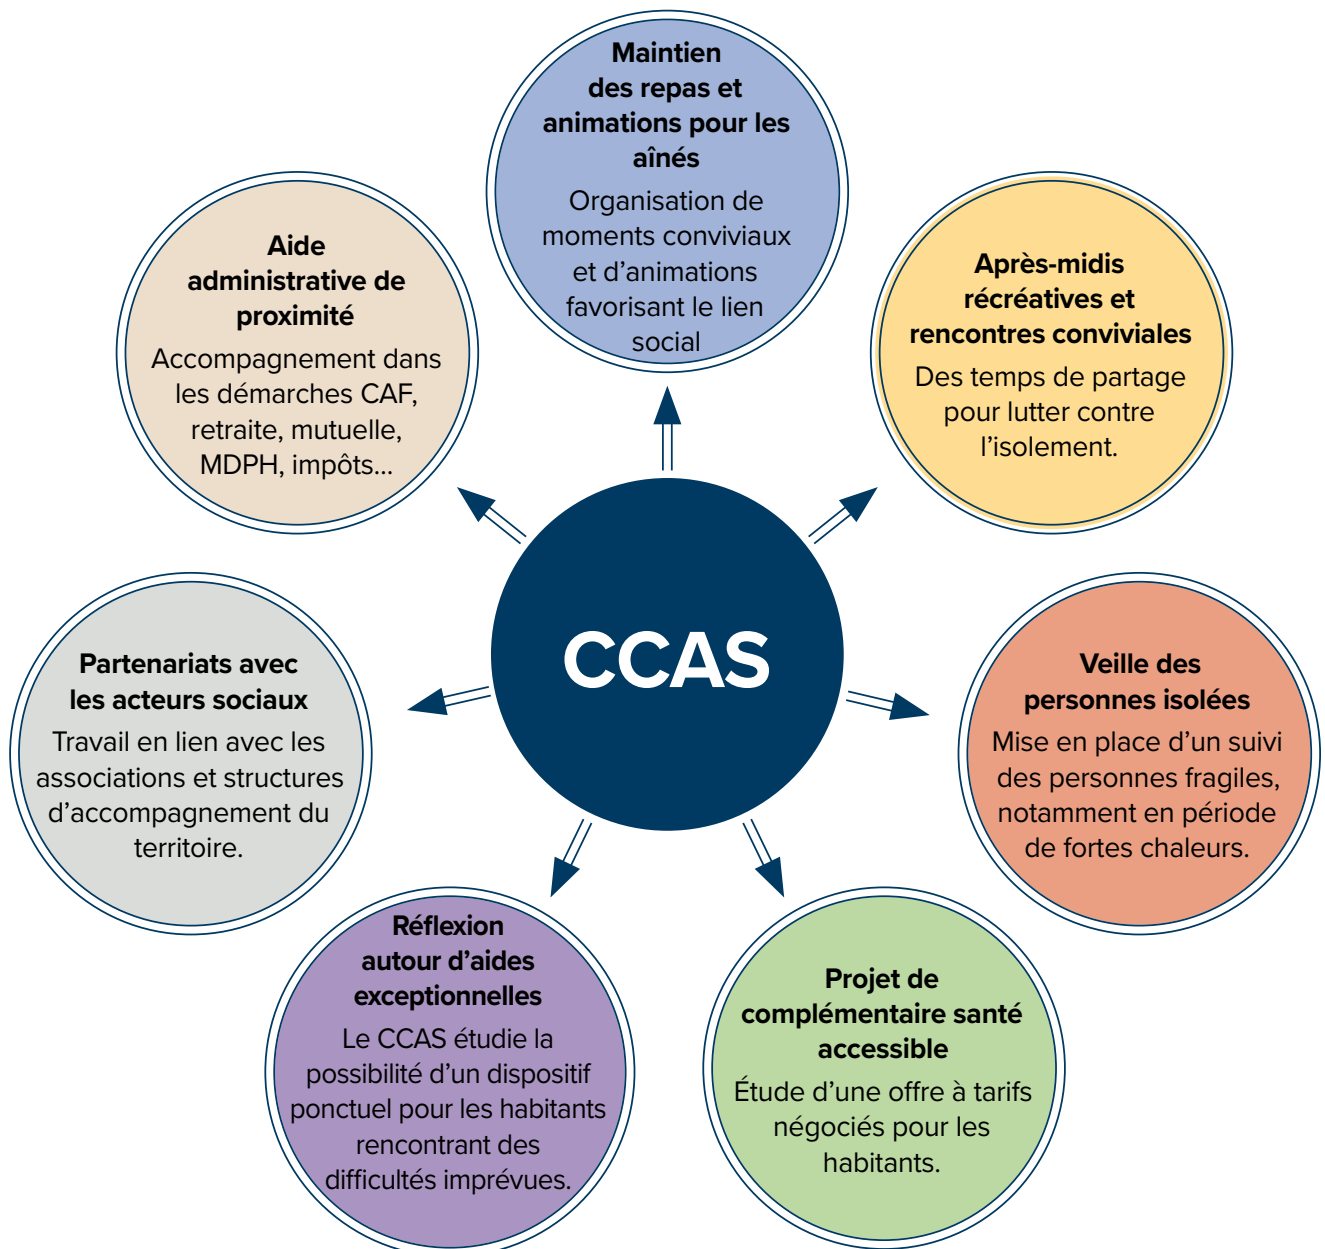 Maintien
des repas et
animations pour les
aînés
Organisation de
moments conviviaux
et d'animations
favorisant le lien
social
Aide
administrative de
proximité
Accompagnement dans
les démarches CAF,
retraite, mutuelle,
MDPH, impôts...
Après-midis
récréatives et
rencontres conviviales
Des temps de partage
pour lutter contre
l'isolement.
CCAS
Partenariats avec
les acteurs sociaux
Travail en lien avec les
associations et structures
d'accompagnement du
territoire.
Veille des
personnes isolées
Mise en place d'un suivi
des personnes fragiles,
notamment en période
de fortes chaleurs.
Réflexion
autour d'aides
exceptionnelles
Le CCAS étudie la
possibilité d'un dispositif
ponctuel pour les habitants
rencontrant des
difficultés imprévues.
Projet de
complémentaire santé
accessible
Étude d'une offre à tarifs
négociés pour les
habitants.